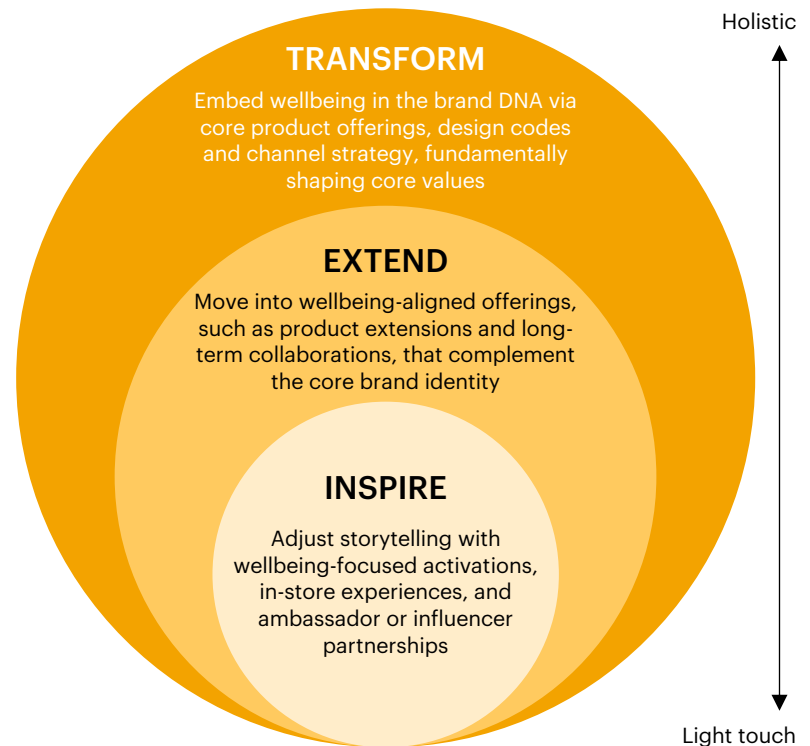 Holistic
TRANSFORM
Embed wellbeing in the brand DNA via
core product offerings, design codes
and channel strategy, fundamentally
shaping core values
EXTEND
Move into wellbeing-aligned offerings,
such as product extensions and long-
term collaborations, that complement
the core brand identity
INSPIRE
Adjust storytelling with
wellbeing-focused activations,
in-store experiences, and
ambassador or influencer
partnerships
Light touch